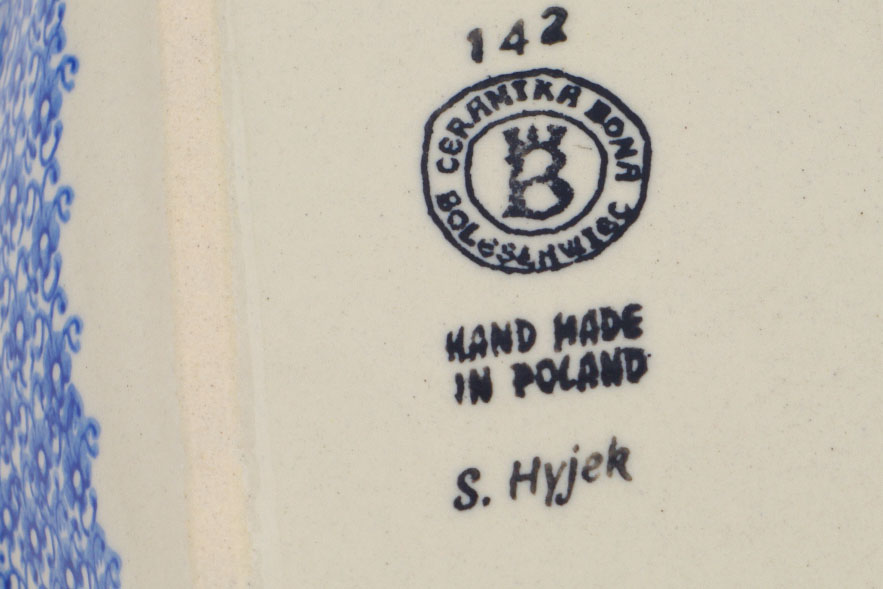 142
CERAMIKA BONA
BOLESŁAWIEC
B
HAND MADE
IN POLAND
S. Hyjek